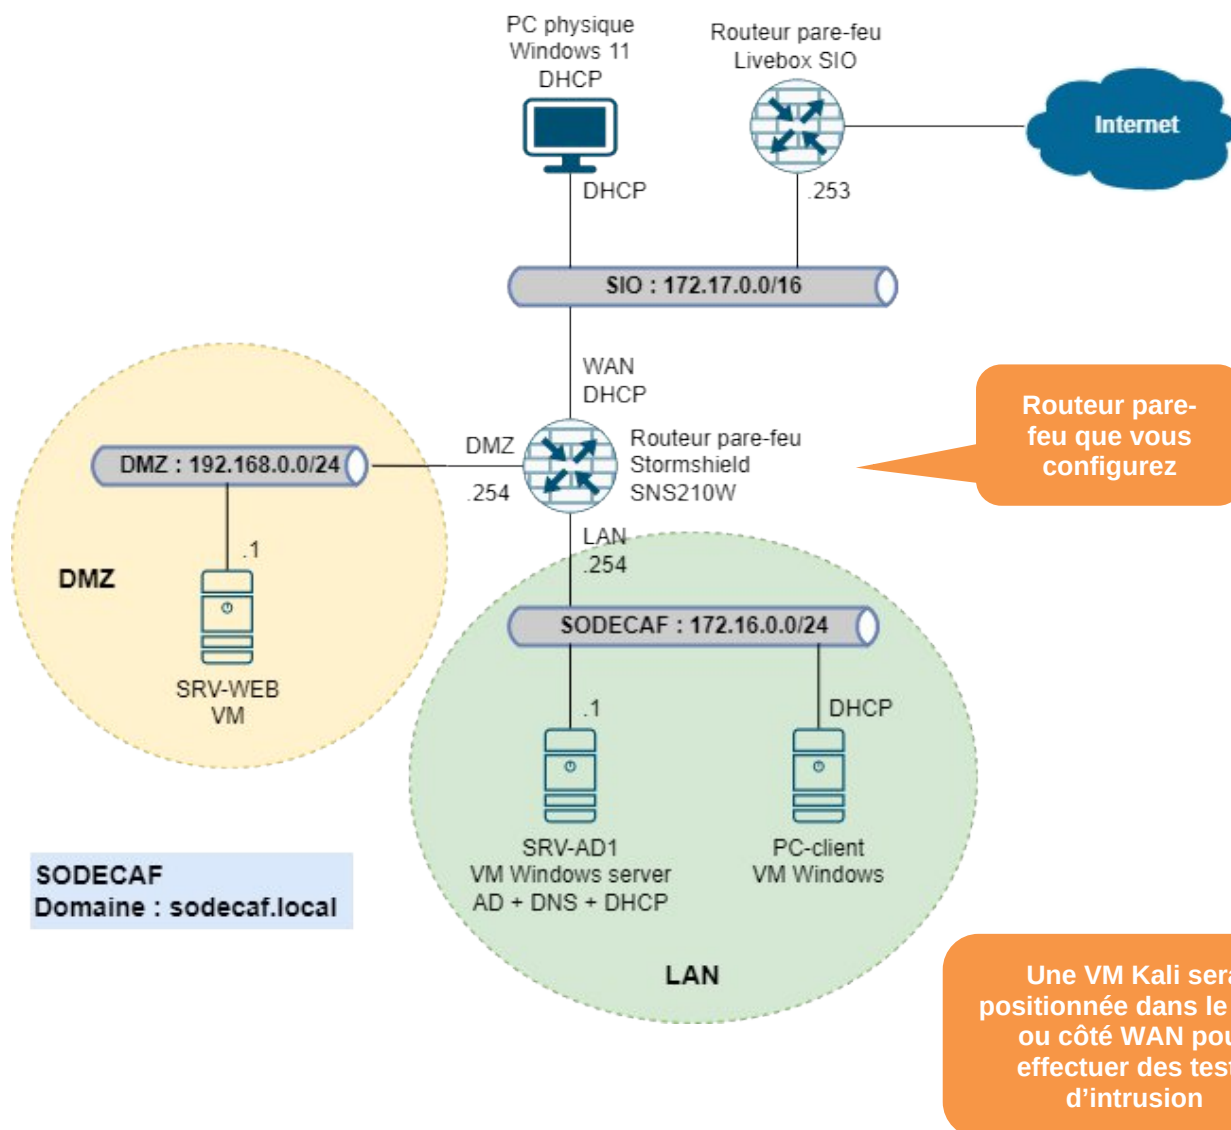 PC physique
Windows 11
DHCP
Routeur pare-feu
Livebox SIO
Internet
DHCP
.253
SIO : 172.17.0.0/16
WAN
DHCP
Routeur pare-
feu que vous
configurez
DMZ
Routeur pare-feu
Stormshield
SNS210W
DMZ : 192.168.0.0/24
.254
LAN
.254
.1
DMZ
SODECAF : 172.16.0.0/24
SRV-WEB
VM
.1
DHCP
SRV-AD1
VM Windows server
AD + DNS + DHCP
PC-client
VM Windows
SODECAF
Domaine : sodecaf.local
LAN
Une VM Kali sera
positionnée dans le
ou côté WAN
effectuer des
d'intrusion